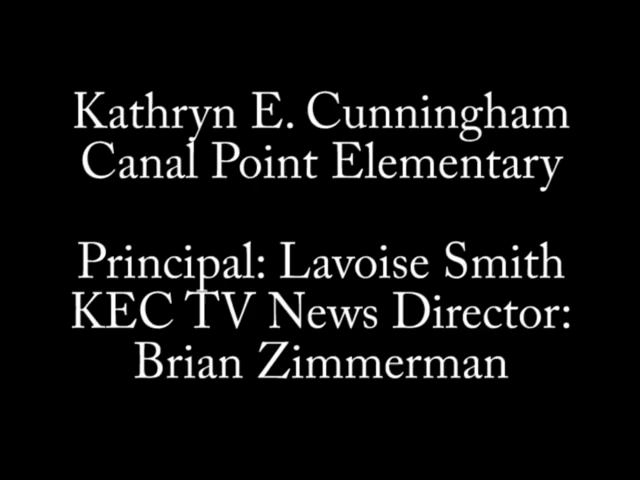 Kathryn E. Cunningham
Canal Point Elementary
Principal: Lavoise Smith
KEC TV News Director:
Brian Zimmerman